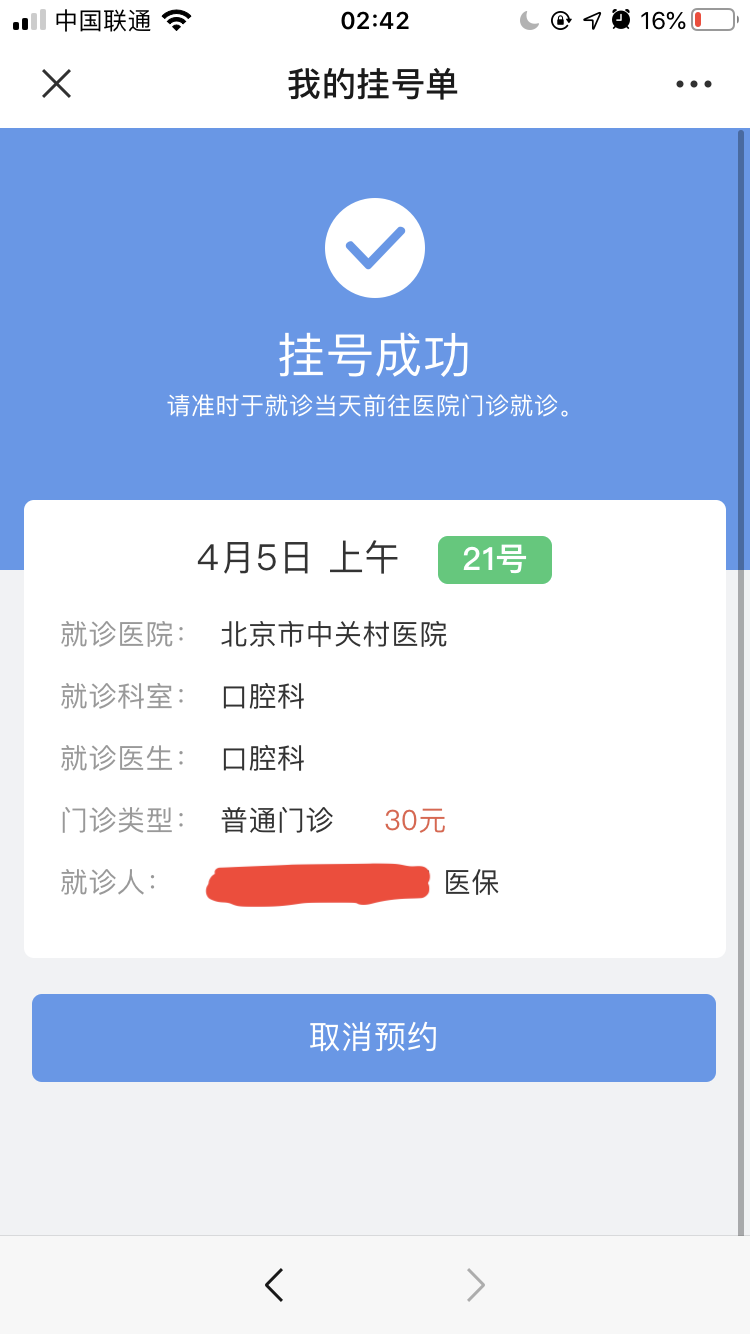 中国联通 02:42 16%
我的挂号单
挂号成功
请准时于就诊当天前往医院门诊就诊。
4月5日 上午 21号
就诊医院： 北京市中关村医院
就诊科室： 口腔科
就诊医生： 口腔科
门诊类型： 普通门诊 30元
就诊人： 医保
取消预约